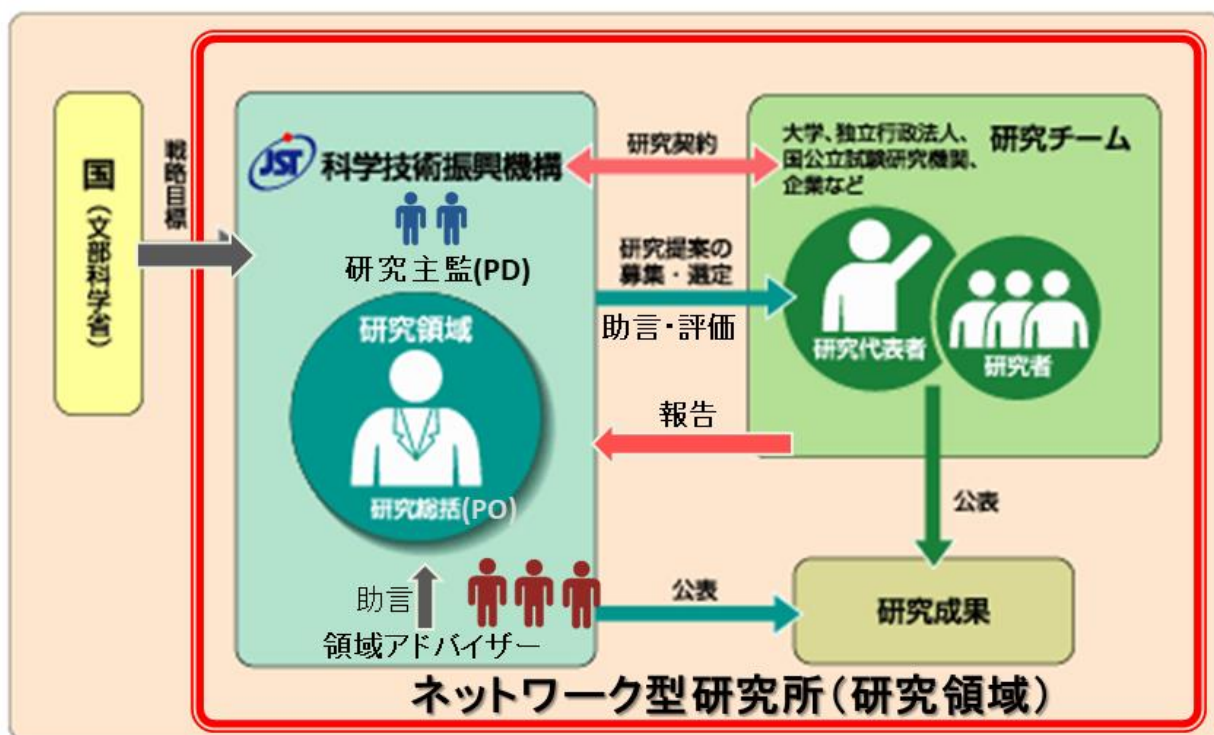 国(文部科学省)
戦略目標
JST 科学技術振興機構
研究主監(PD)
研究領域
研究総括(PO)
助言
領域アドバイザー
研究契約
研究提案の
募集・選定
助言・評価
報告
公表
大学、独立行政法人、
国公立試験研究機関、
企業など
研究チーム
研究代表者
研究者
公表
研究成果
ネットワーク型研究所(研究領域)